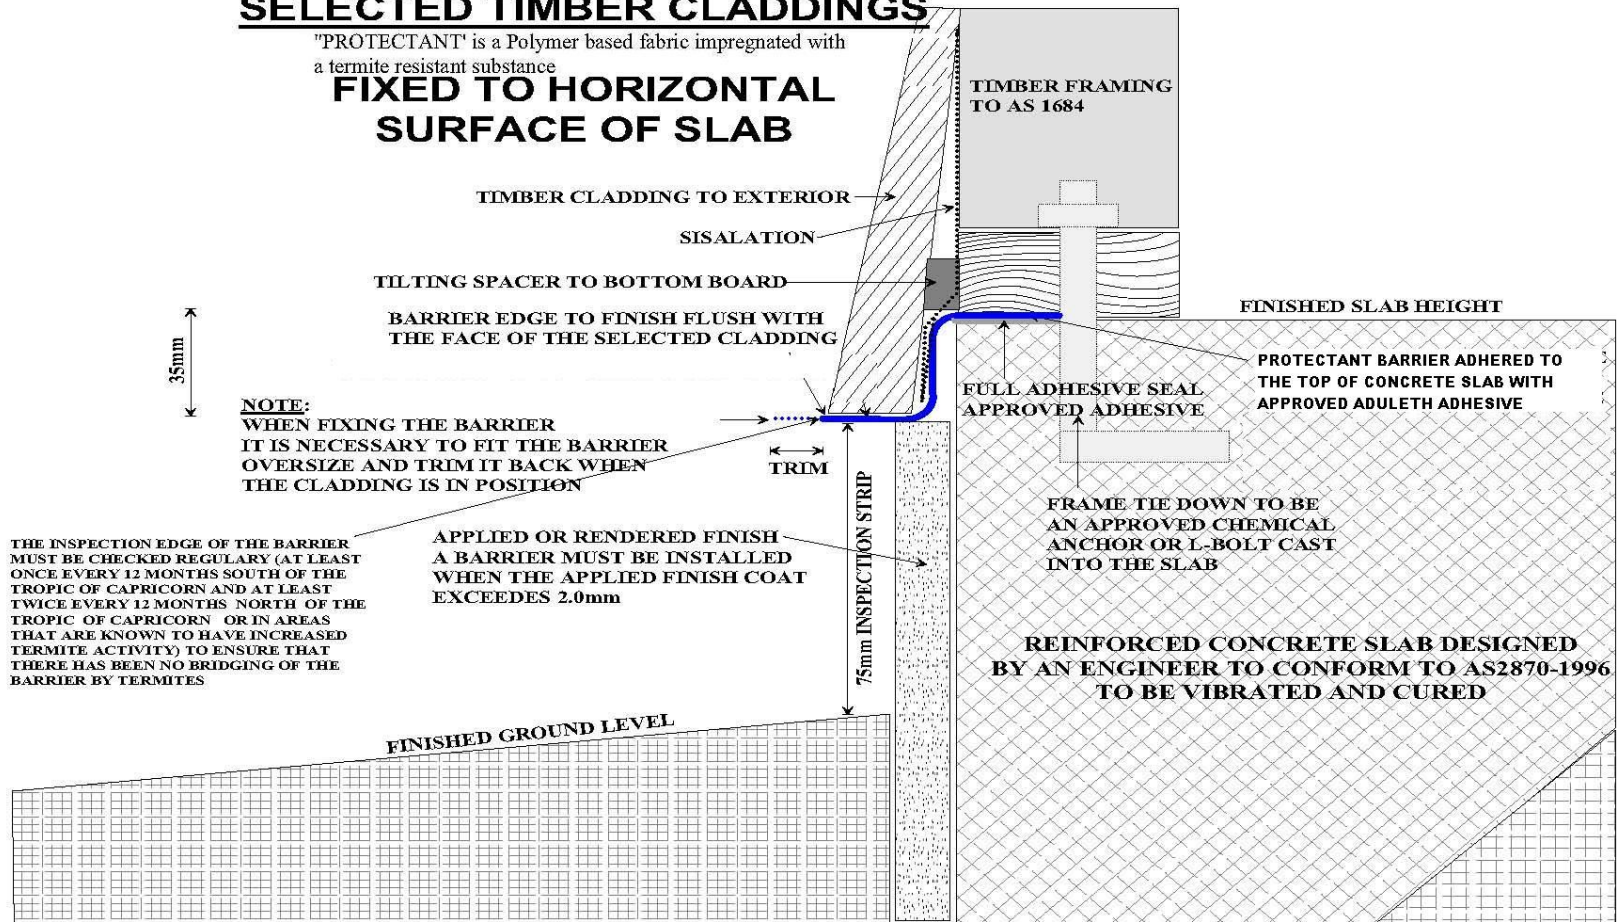 SELECTED TIMBER CLADDINGS
"PROTECTANT' is a Polymer based fabric impregnated with
a termite resistant substance
FIXED TO HORIZONTAL
SURFACE OF SLAB
TIMBER FRAMING
TO AS 1684
TIMBER CLADDING TO EXTERIOR
SISALATION
TILTING SPACER TO BOTTOM BOARD
BARRIER EDGE TO FINISH FLUSH WITH
THE FACE OF THE SELECTED CLADDING
FINISHED SLAB HEIGHT
35mm
PROTECTANT BARRIER ADHERED TO
THE TOP OF CONCRETE SLAB WITH
APPROVED ADULETH ADHESIVE
FULL ADHESIVE SEAL
APPROVED ADHESIVE
NOTE:
WHEN FIXING THE BARRIER
IT IS NECESSARY TO FIT THE BARRIER
OVERSIZE AND TRIM IT BACK WHEN
THE CLADDING IS IN POSITION
TRIM
75mm INSPECTION STRIP
FRAME TIE DOWN TO BE
AN APPROVED CHEMICAL
ANCHOR OR L-BOLT CAST
INTO THE SLAB
THE INSPECTION EDGE OF THE BARRIER
MUST BE CHECKED REGULARY (AT LEAST
ONCE EVERY 12 MONTHS SOUTH OF THE
TROPIC OF CAPRICORN AND AT LEAST
TWICE EVERY 12 MONTHS NORTH OF THE
TROPIC OF CAPRICORN OR IN AREAS
THAT ARE KNOWN TO HAVE INCREASED
TERMITE ACTIVITY) TO ENSURE THAT
THERE HAS BEEN NO BRIDGING OF THE
BARRIER BY TERMITES
APPLIED OR RENDERED FINISH
A BARRIER MUST BE INSTALLED
WHEN THE APPLIED FINISH COAT
EXCEEDES 2.0mm
REINFORCED CONCRETE SLAB DESIGNED
BY AN ENGINEER TO CONFORM TO AS2870-1996
TO BE VIBRATED AND CURED
FINISHED GROUND LEVEL